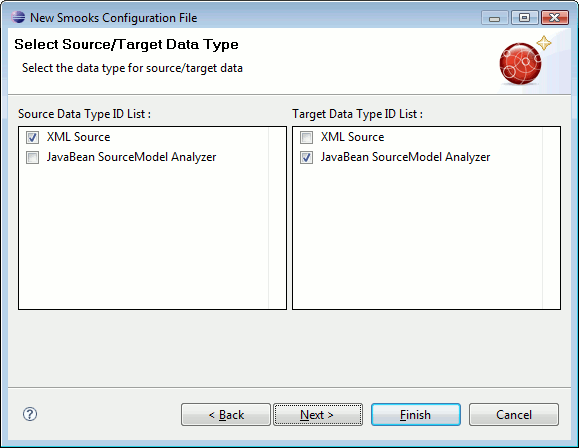 New Smooks Configuration File
Select Source/Target Data Type
Select the data type for source/target data
Source Data Type ID List :
XML Source
JavaBean SourceModel Analyzer
Target Data Type ID List :
XML Source
JavaBean SourceModel Analyzer
?
< Back
Next >
Finish
Cancel